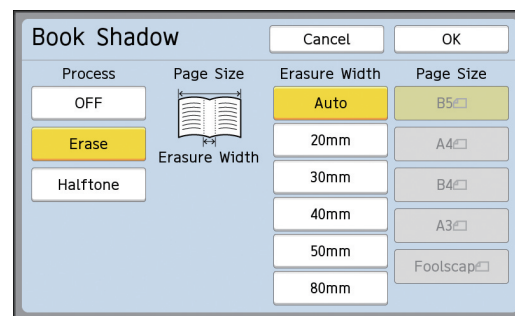 Book Shadow
Cancel
OK
Process
Page Size
Erasure Width
Page Size
OFF
Erase
Halftone
Erasure Width
Auto
20mm
30mm
40mm
50mm
80mm
B5
A4
B4
A3
Foolscap